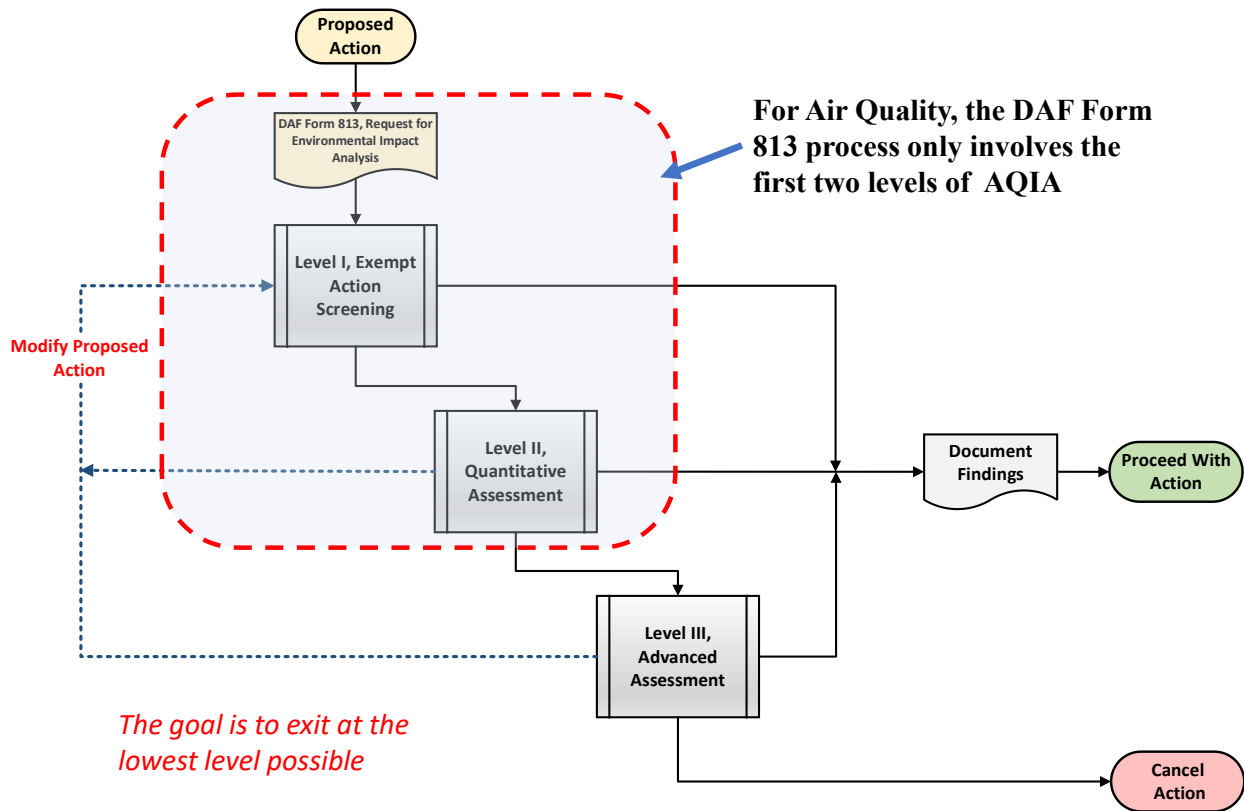 Proposed
Action
DAF Form 813, Request for
Environmental Impact
Analysis
For Air Quality, the DAF Form
813 process only involves the
first two levels of AQIA
Level I, Exempt
Action
Screening
Modify Proposed
Action
Level II,
Quantitative
Assessment
Document
Findings
Proceed With
Action
Level III,
Advanced
Assessment
The goal is to exit at the
lowest level possible
Cancel
Action